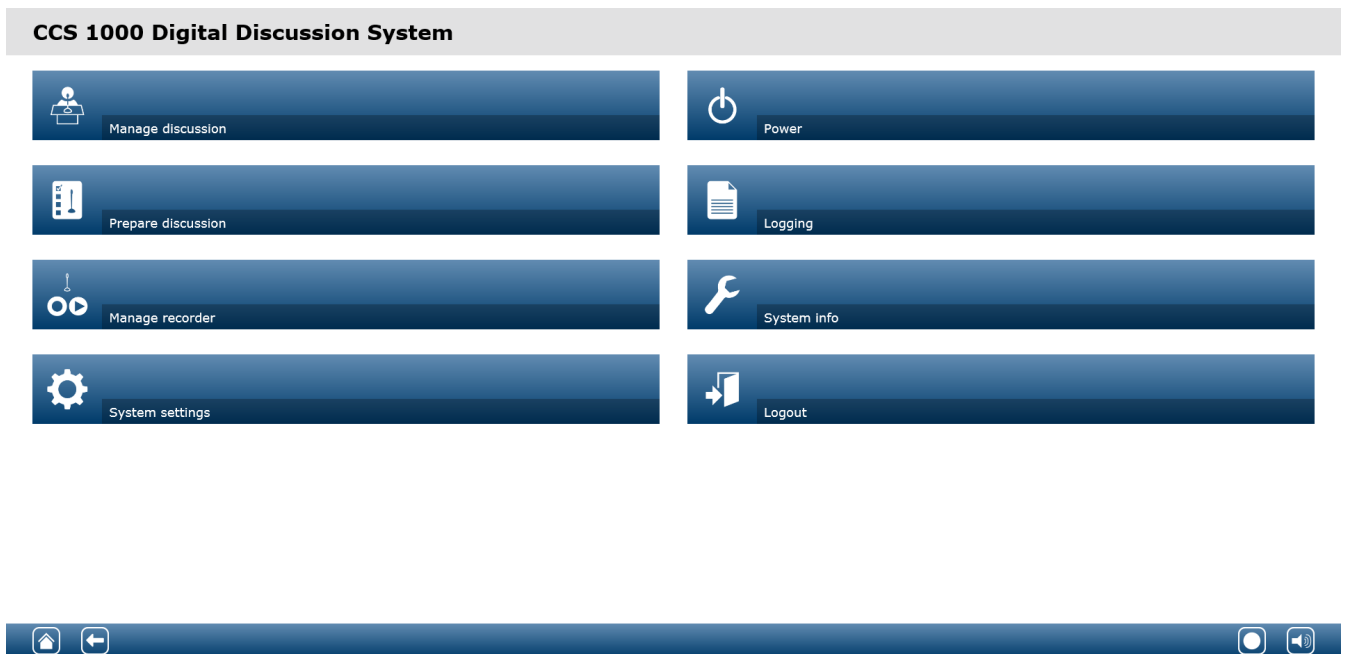 CCS 1000 Digital Discussion System
Manage discussion
Power
Prepare discussion
Logging
Manage recorder
System info
System settings
Logout